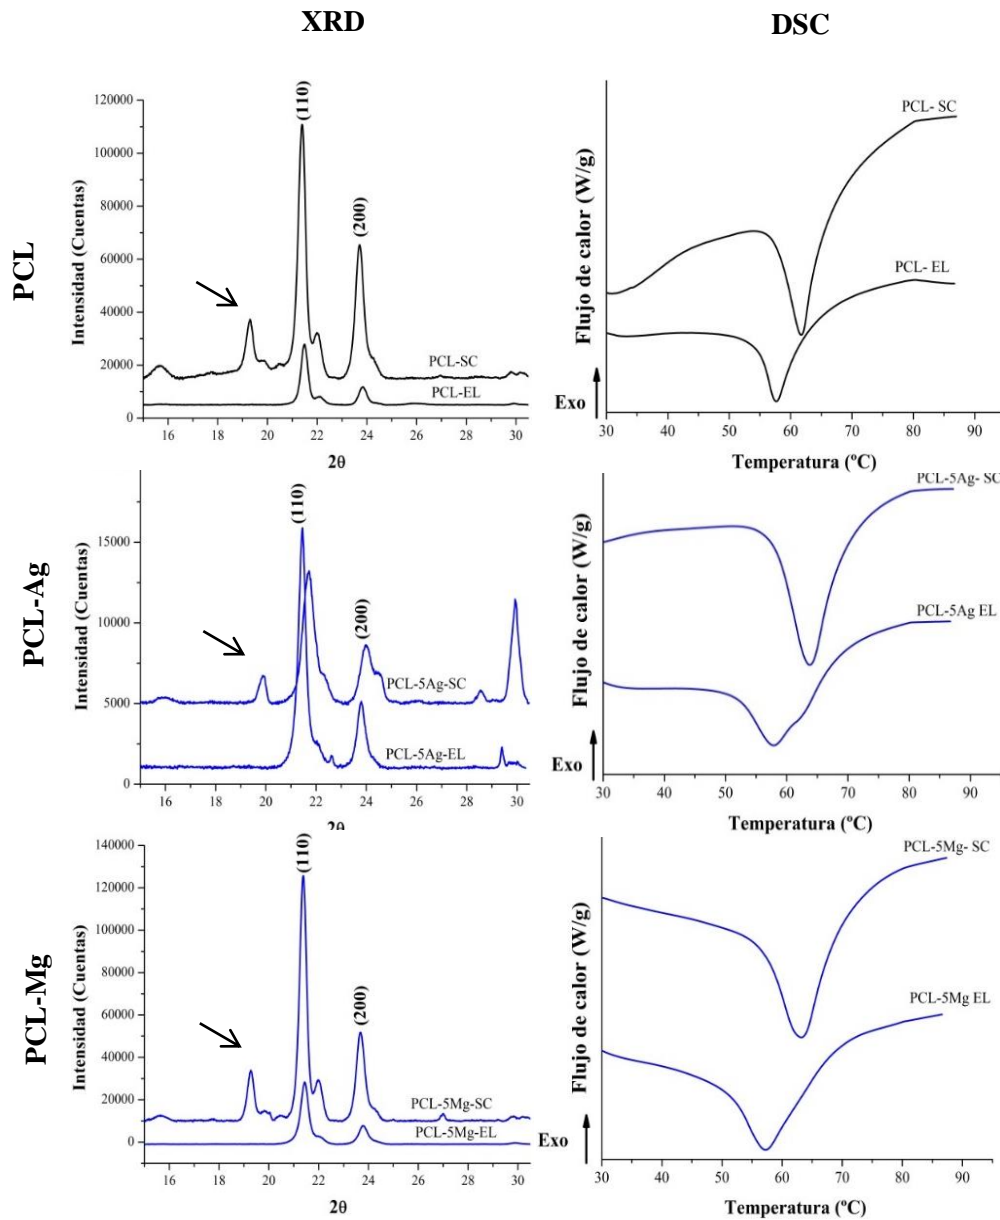 XRD
DSC
PCL
Intensidad (Cuentas)
120000
100000
80000
60000
40000
20000
0
(110)
(200)
PCL-SC
PCL-EL
16 18 20 22 24 26 28 30
2θ
Flujo de calor (W/g)
PCL- SC
PCL- EL
Exo
30 40 50 60 70 80 90
Temperatura (ºC)
PCL-Ag
Intensidad (Cuentas)
15000
10000
5000
0
(110)
(200)
PCL-5Ag-SC
PCL-5Ag-EL
16 18 20 22 24 26 28 30
2θ
Flujo de calor (W/g)
PCL-5Ag- SC
PCL-5Ag EL
Exo
30 40 50 60 70 80 90
Temperatura (ºC)
PCL-Mg
Intensidad (Cuentas)
140000
120000
100000
80000
60000
40000
20000
0
(110)
(200)
PCL-5Mg-SC
PCL-5Mg-EL
16 18 20 22 24 26 28 30
2θ
Flujo de calor (W/g)
PCL-5Mg- SC
PCL-5Mg EL
Exo
30 40 50 60 70 80 90
Temperatura (ºC)